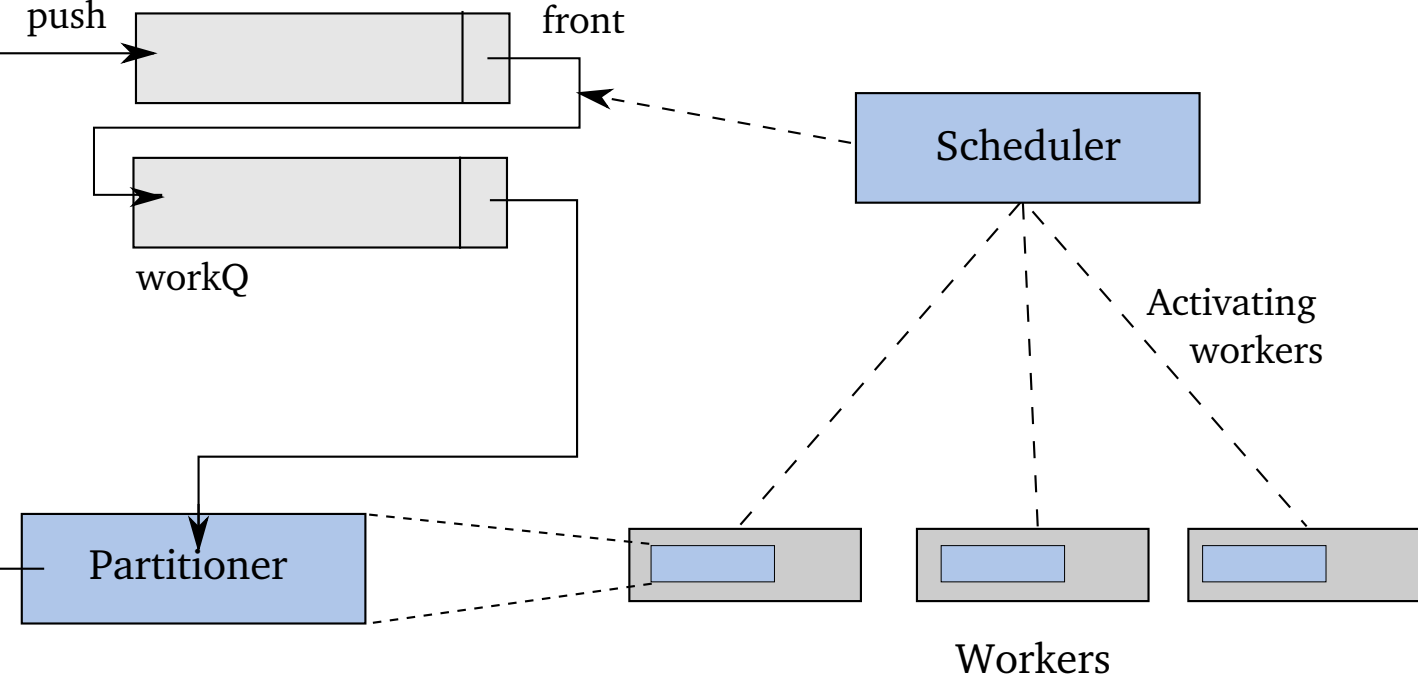 push
front
Scheduler
workQ
Activating
workers
Partitioner
Workers